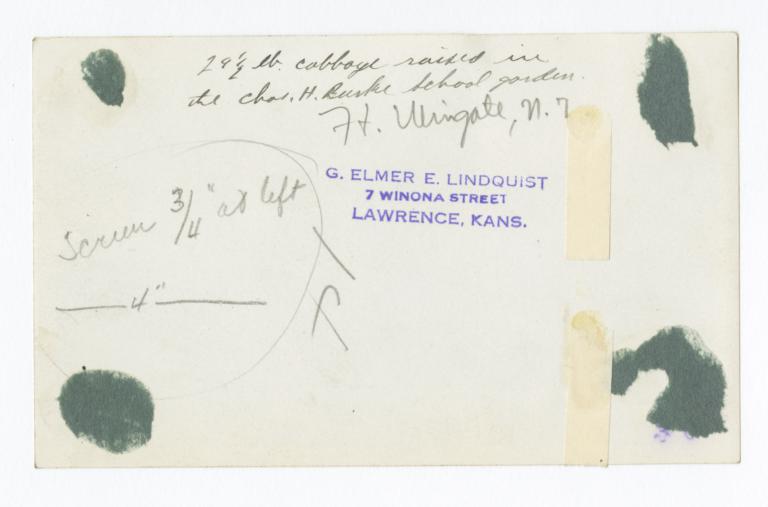 29½ lb. cabbage raised in
the Chas. H. Burke School garden.
Ft. Wingate, N.
G. ELMER E. LINDQUIST
7 WINONA STREET
LAWRENCE, KANS.
Screen 3/4" at left
4"